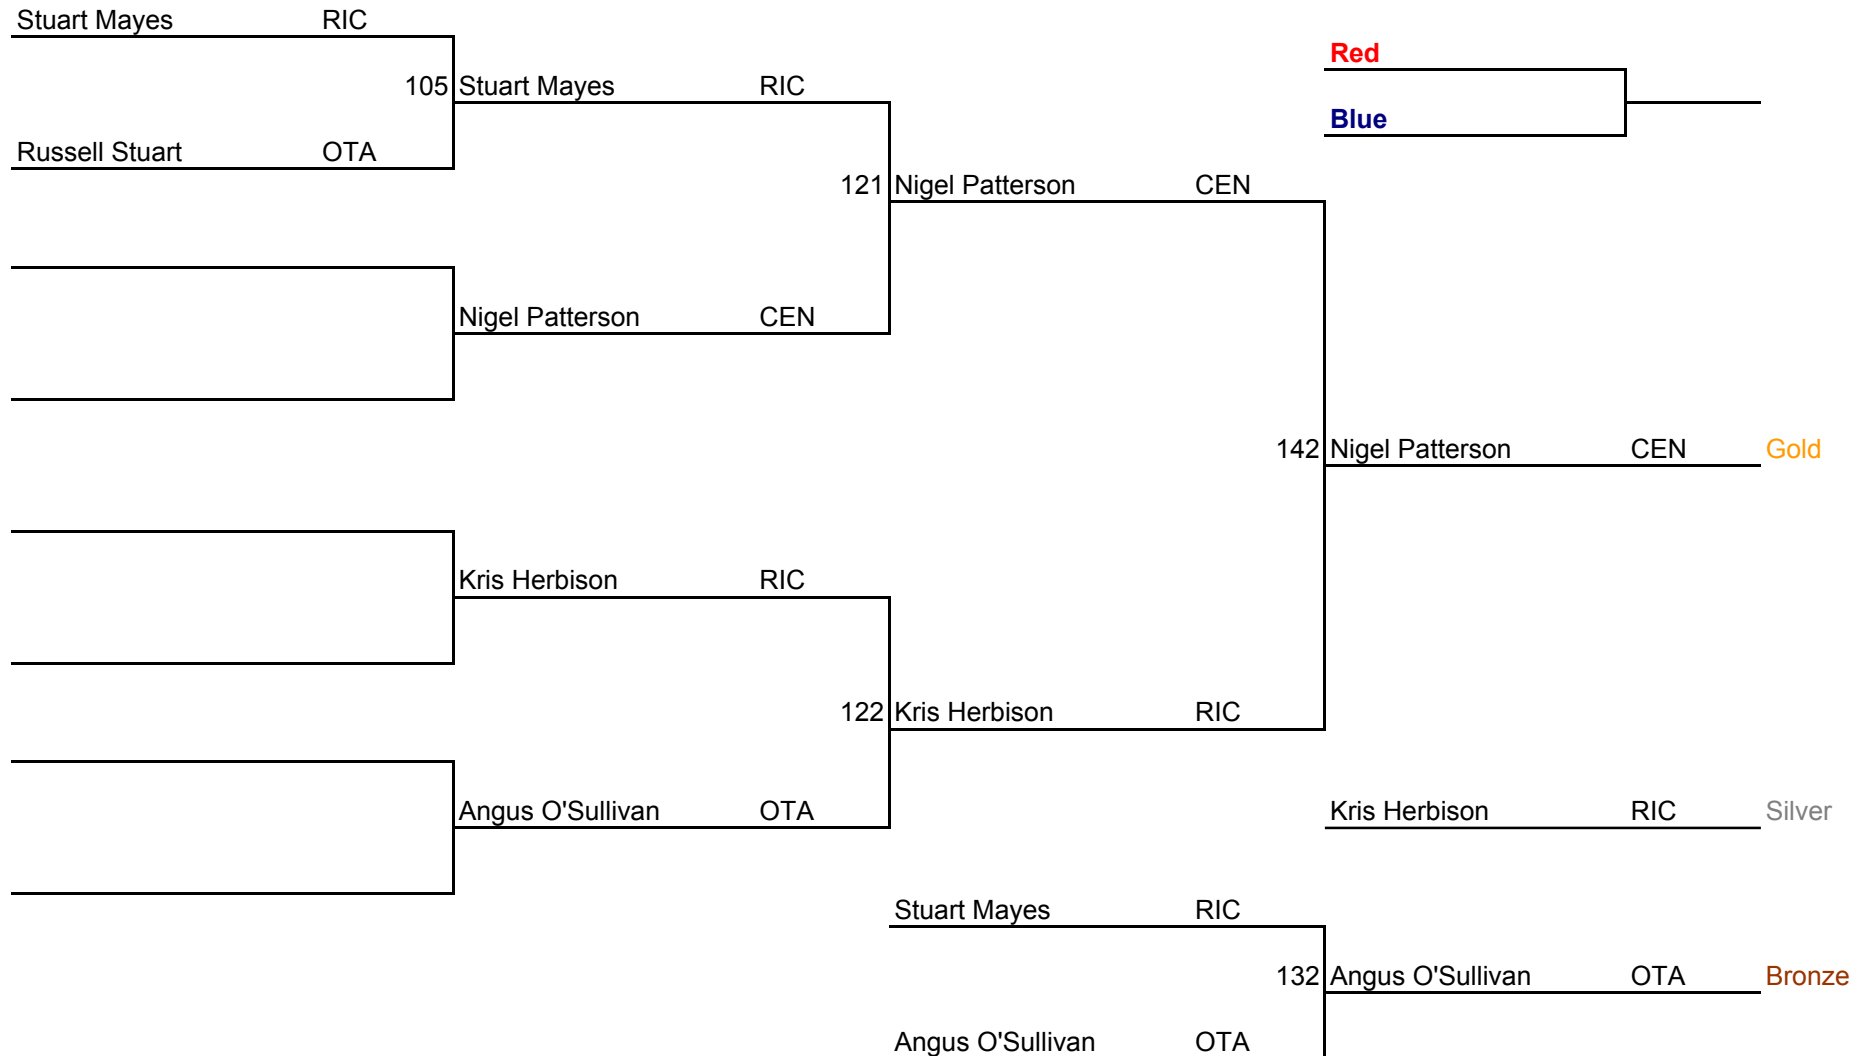 Stuart Mayes RIC
Red
105 Stuart Mayes RIC
Blue
Russell Stuart OTA
121 Nigel Patterson CEN
Nigel Patterson CEN
142 Nigel Patterson CEN Gold
Kris Herbison RIC
122 Kris Herbison RIC
Angus O'Sullivan OTA
Kris Herbison RIC Silver
Stuart Mayes RIC
132 Angus O'Sullivan OTA Bronze
Angus O'Sullivan OTA